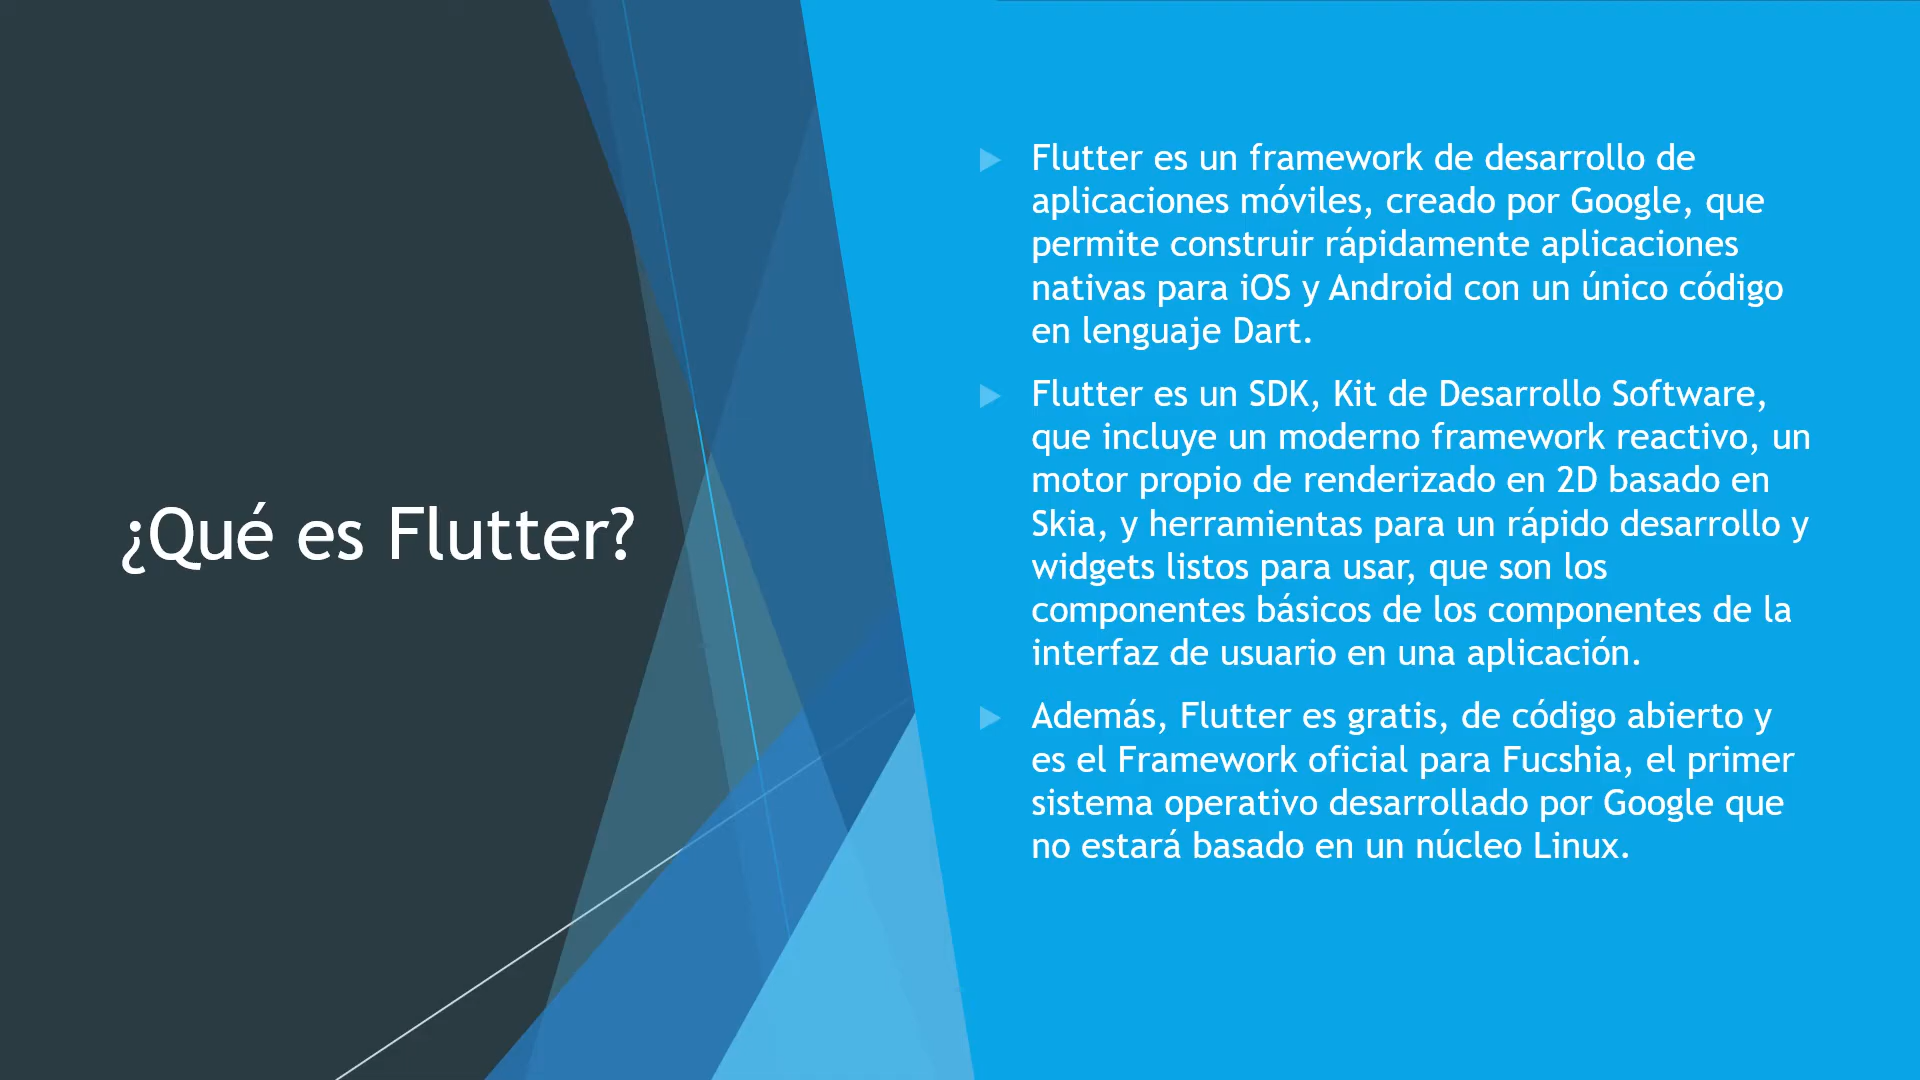 ¿Qué es Flutter?
Flutter es un framework de desarrollo de
aplicaciones móviles, creado por Google, que
permite construir rápidamente aplicaciones
nativas para iOS y Android con un único código
en lenguaje Dart.
Flutter es un SDK, Kit de Desarrollo Software,
que incluye un moderno framework reactivo, un
motor propio de renderizado en 2D basado en
Skia, y herramientas para un rápido desarrollo y
widgets listos para usar, que son los
componentes básicos de los componentes de la
interfaz de usuario en una aplicación.
Además, Flutter es gratis, de código abierto y
es el Framework oficial para Fucshia, el primer
sistema operativo desarrollado por Google que
no estará basado en un núcleo Linux.